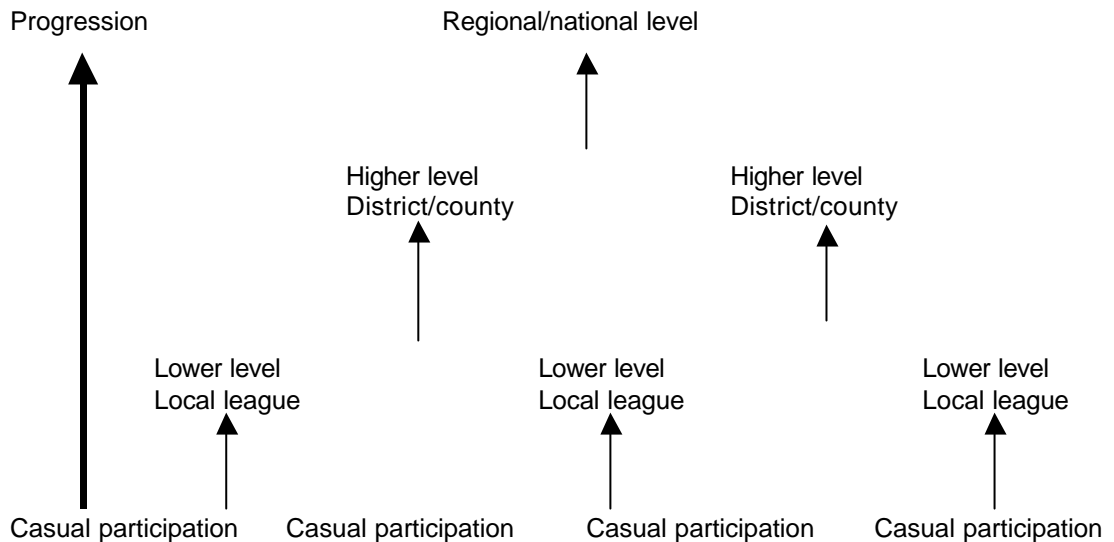 Progression
Regional/national level
Higher level
District/county
Higher level
District/county
Lower level
Local league
Lower level
Local league
Lower level
Local league
Casual participation
Casual participation
Casual participation
Casual participation